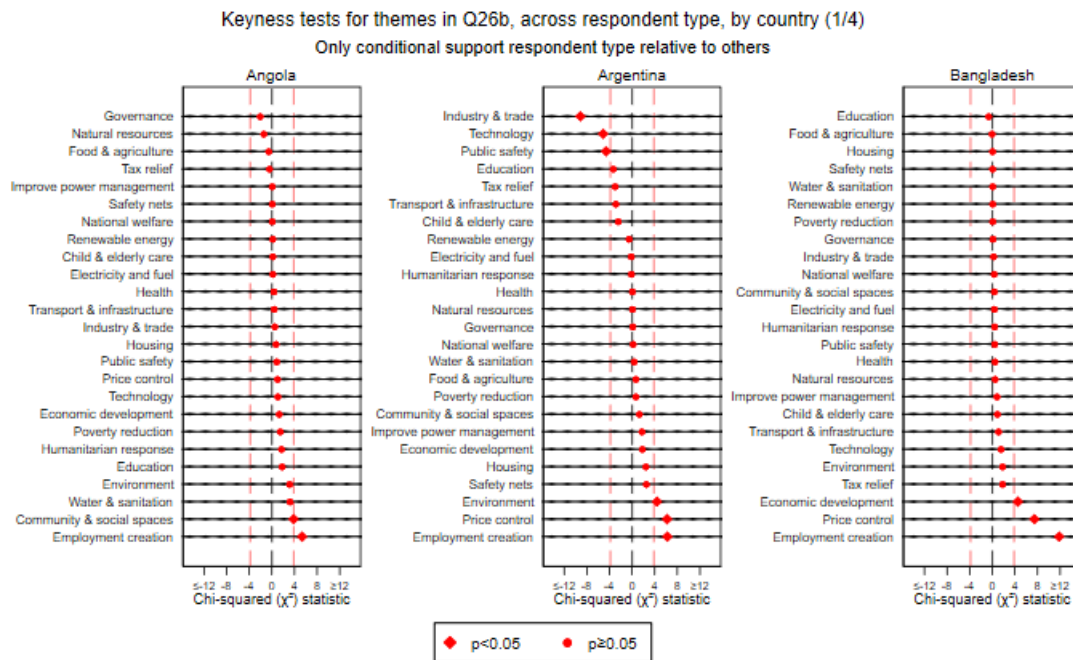 Keyness tests for themes in Q26b, across respondent type, by country (1/4)
Only conditional support respondent type relative to others
Angola
Governance
Natural resources
Food & agriculture
Tax relief
Improve power management
Safety nets
National welfare
Renewable energy
Child & elderly care
Electricity and fuel
Health
Transport & infrastructure
Industry & trade
Housing
Public safety
Price control
Technology
Economic development
Poverty reduction
Humanitarian response
Education
Environment
Water & sanitation
Community & social spaces
Employment creation
≤-12 -8 -4 0 4 8 ≥12
Chi-squared (χ²) statistic
Argentina
Industry & trade
Technology
Public safety
Education
Tax relief
Transport & infrastructure
Child & elderly care
Renewable energy
Electricity and fuel
Humanitarian response
Health
Natural resources
Governance
National welfare
Water & sanitation
Food & agriculture
Poverty reduction
Community & social spaces
Improve power management
Economic development
Housing
Safety nets
Environment
Price control
Employment creation
≤-12 -8 -4 0 4 8 ≥12
Chi-squared (χ²) statistic
Bangladesh
Education
Food & agriculture
Housing
Safety nets
Water & sanitation
Renewable energy
Poverty reduction
Governance
Industry & trade
National welfare
Community & social spaces
Electricity and fuel
Humanitarian response
Public safety
Health
Natural resources
Improve power management
Child & elderly care
Transport & infrastructure
Technology
Environment
Tax relief
Economic development
Price control
Employment creation
≤-12 -8 -4 0 4 8 ≥12
Chi-squared (χ²) statistic
p<0.05 p≥0.05